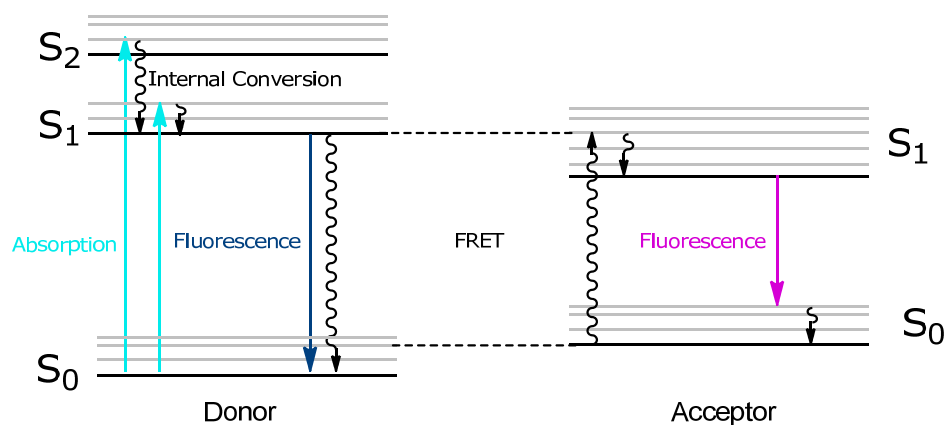 S2
Internal Conversion
S1
S1
Absorption
Fluorescence
FRET
Fluorescence
S0
S0
Donor
Acceptor